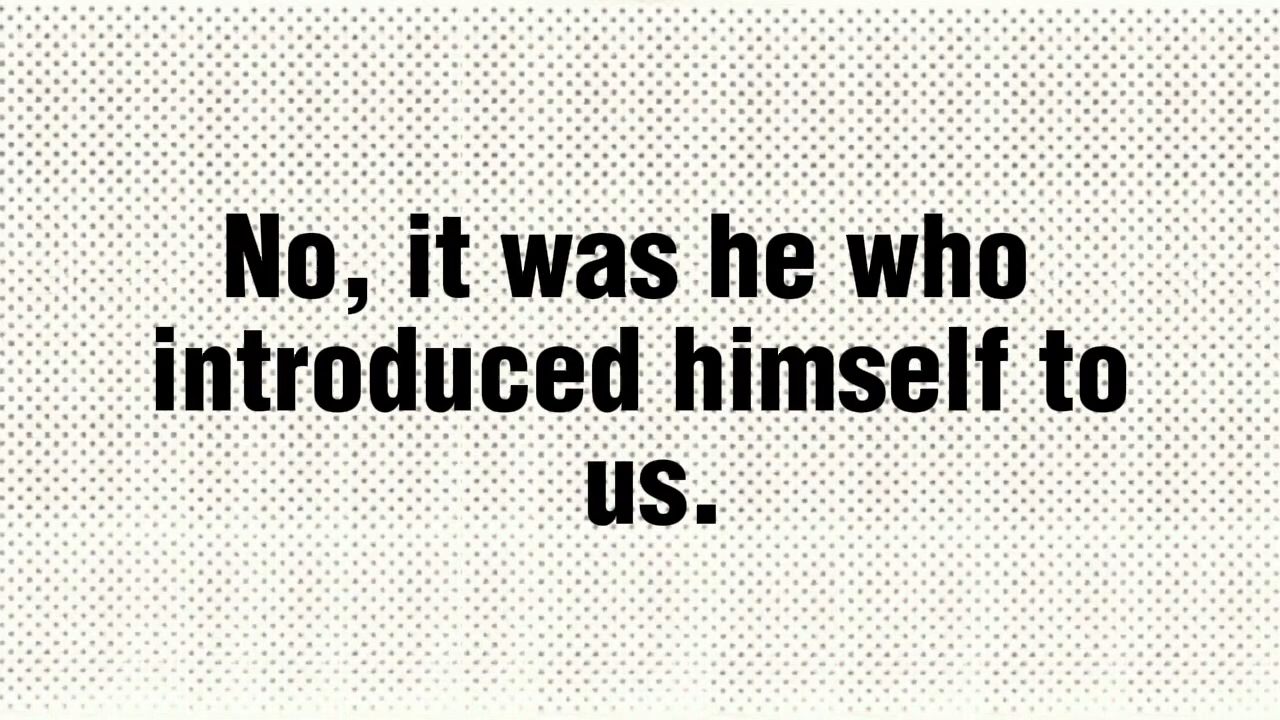 No, it was he who
introduced himself to
us.